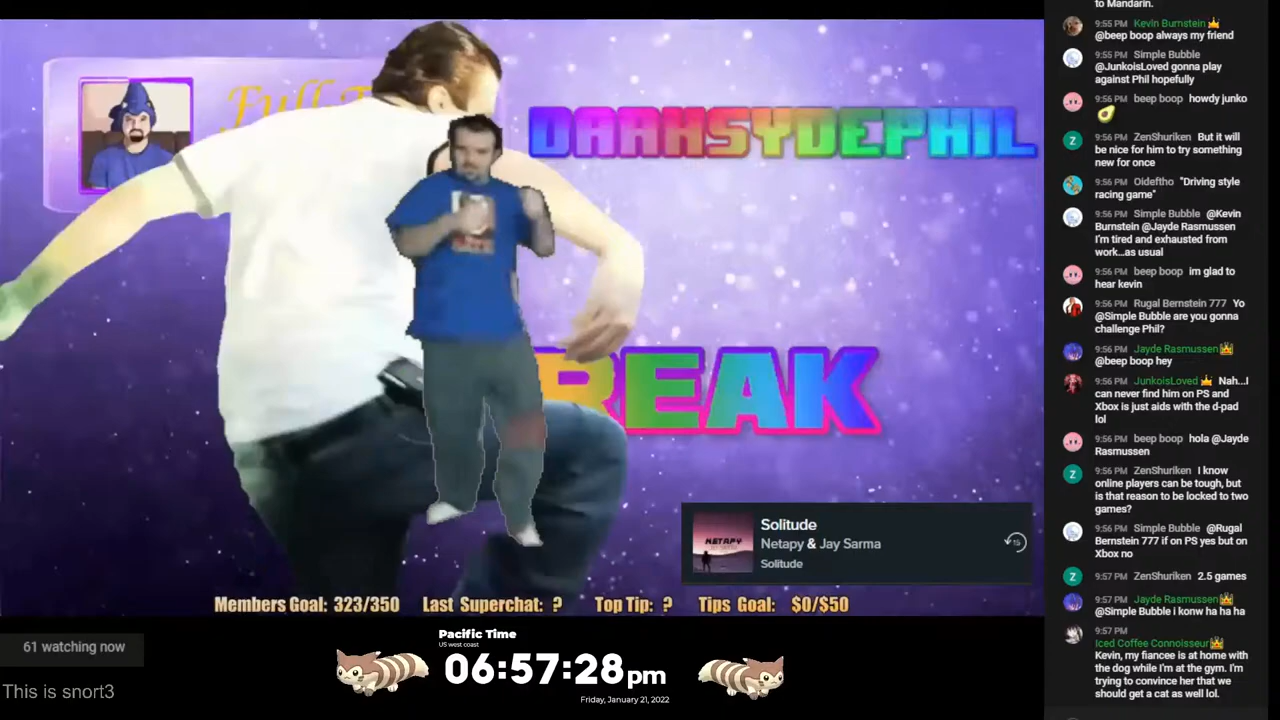 Full T
DARKSYDEPHIL
REAK
NETAPY
Solitude
Netapy & Jay Sarma
Solitude
15
Members Goal: 323/350 Last Superchat: ? Top Tip: ? Tips Goal: $0/$50
61 watching now
This is snort3
Pacific Time
US west coast
06:57:28pm
Friday, January 21, 2022
to Mandarin.
9:55 PM Kevin Burnstein
@beep boop always my friend
9:55 PM Simple Bubble
@JunkoisLoved gonna play
against Phil hopefully
9:56 PM beep boop howdy junko
9:56 PM ZenShuriken But it will
be nice for him to try something
new for once
9:56 PM Oideftho "Driving style
racing game"
9:56 PM Simple Bubble @Kevin
Burnstein @Jayde Rasmussen
I'm tired and exhausted from
work...as usual
9:56 PM beep boop im glad to
hear kevin
9:56 PM Rugal Bernstein 777 Yo
@Simple Bubble are you gonna
challenge Phil?
9:56 PM Jayde Rasmussen
@beep boop hey
9:56 PM JunkoisLoved Nah...I
can never find him on PS and
Xbox is just aids with the d-pad
lol
9:56 PM beep boop hola @Jayde
Rasmussen
9:56 PM ZenShuriken I know
online players can be tough, but
is that reason to be locked to two
games?
9:56 PM Simple Bubble @Rugal
Bernstein 777 if on PS yes but on
Xbox no
9:57 PM ZenShuriken 2.5 games
9:57 PM Jayde Rasmussen
@Simple Bubble i konw ha ha ha
9:57 PM
Iced Coffee Connoisseur
Kevin, my fiancee is at home with
the dog while I'm at the gym. I'm
trying to convince her that we
should get a cat as well lol.